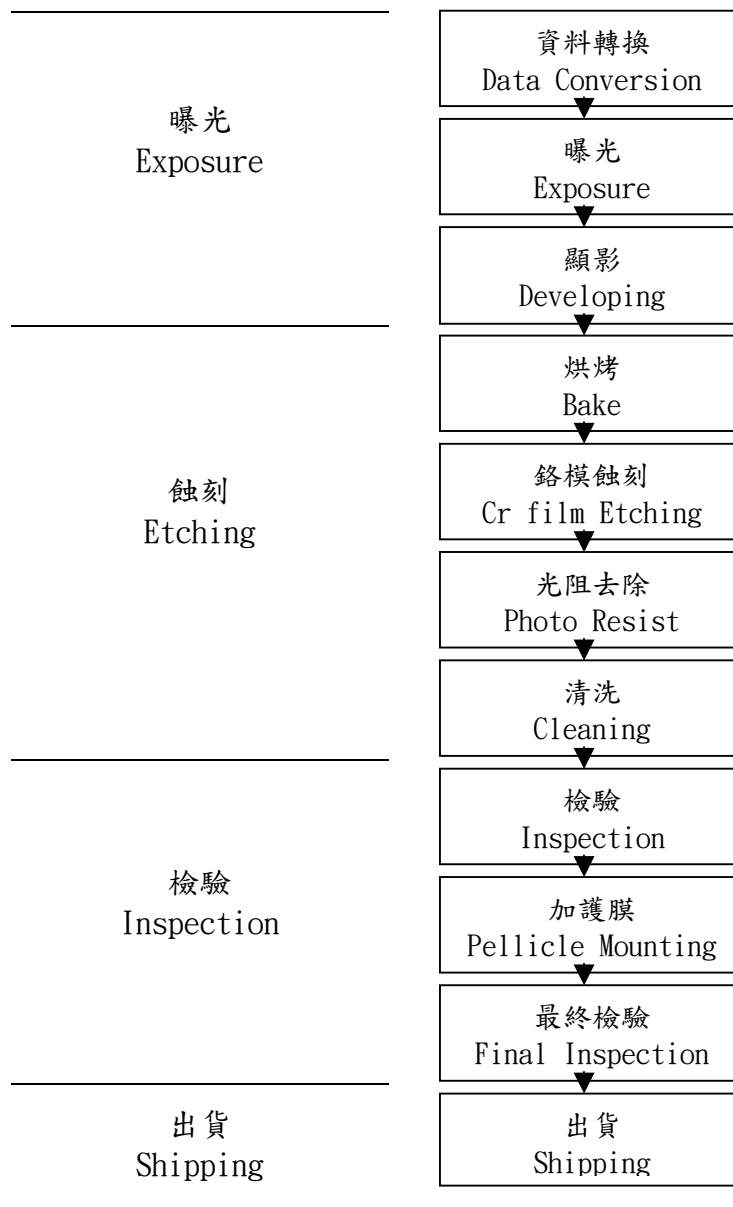 曝光
Exposure
資料轉換
Data Conversion
曝光
Exposure
顯影
Developing
蝕刻
Etching
烘烤
Bake
鉻模蝕刻
Cr film Etching
光阻去除
Photo Resist
清洗
Cleaning
檢驗
Inspection
檢驗
Inspection
加護膜
Pellicle Mounting
最終檢驗
Final Inspection
出貨
Shipping
出貨
Shipping